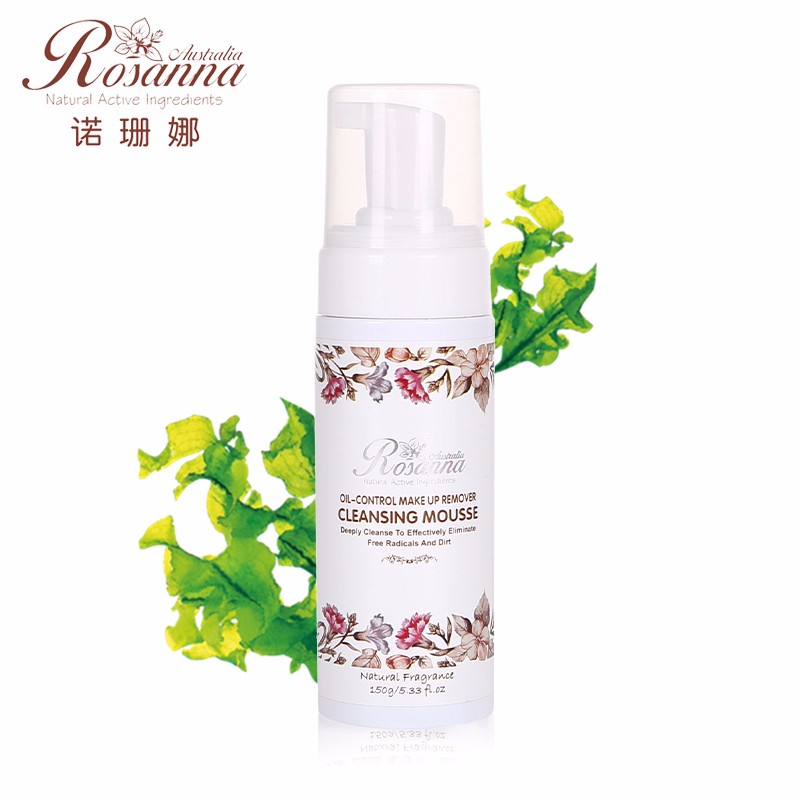 Rosanna
Australia
Natural Active Ingredients
诺珊娜
Rosanna
Australia
Natural Active Ingredients
OIL-CONTROL MAKE UP REMOVER
CLEANSING MOUSSE
Deeply Cleanse To Effectively Eliminate
Free Radicals And Dirt
Natural Fragrance
150g/5.33 fl.oz